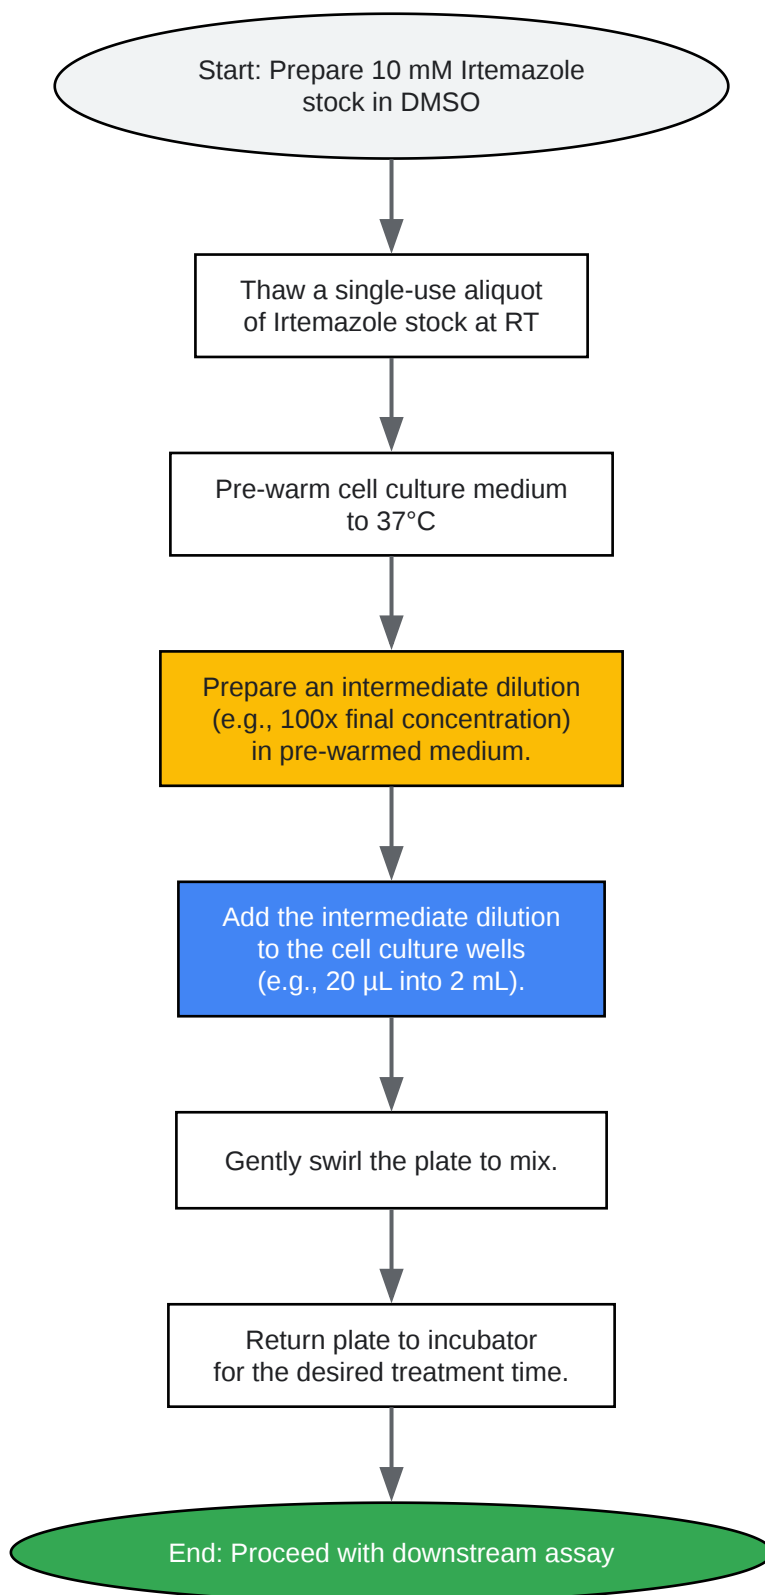 Start: Prepare 10 mM Irtemazole
stock in DMSO
Thaw a single-use aliquot
of Irtemazole stock at RT
Pre-warm cell culture medium
to 37°C
Prepare an intermediate dilution
(e.g., 100x final concentration)
in pre-warmed medium.
Add the intermediate dilution
to the cell culture wells
(e.g., 20 µL into 2 mL).
Gently swirl the plate to mix.
Return plate to incubator
for the desired treatment time.
End: Proceed with downstream assay